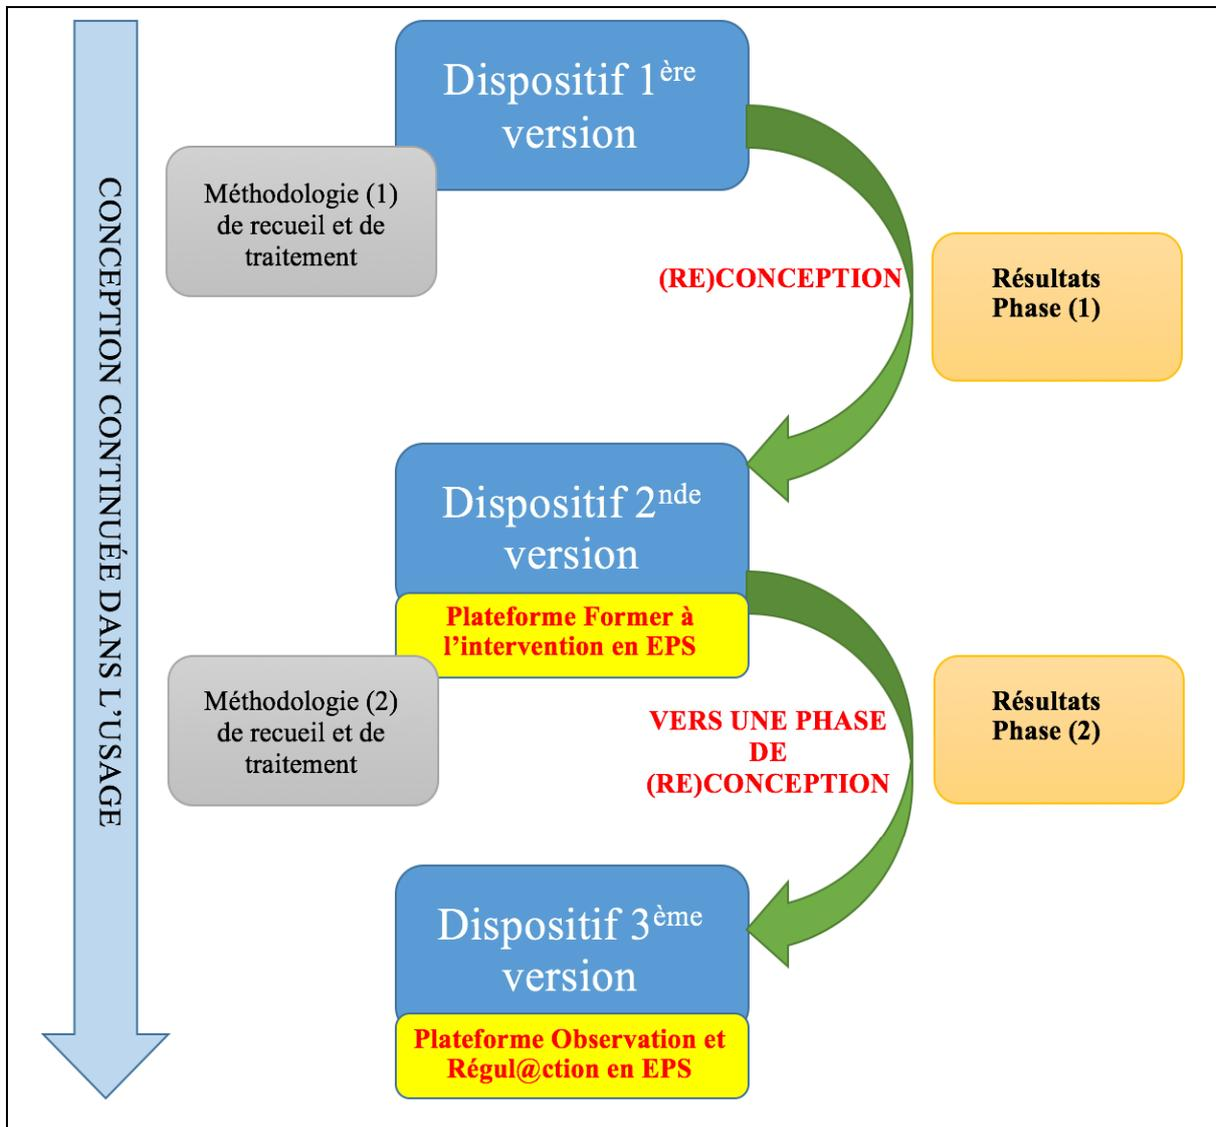 CONCEPTION CONTINUÉE DANS L’USAGE
Dispositif 1ère
version
Méthodologie (1)
de recueil et de
traitement
(RE)CONCEPTION
Résultats
Phase (1)
Dispositif 2nde
version
Plateforme Former à
l’intervention en EPS
Méthodologie (2)
de recueil et de
traitement
VERS UNE PHASE
DE
(RE)CONCEPTION
Résultats
Phase (2)
Dispositif 3ème
version
Plateforme Observation et
Régul@ction en EPS